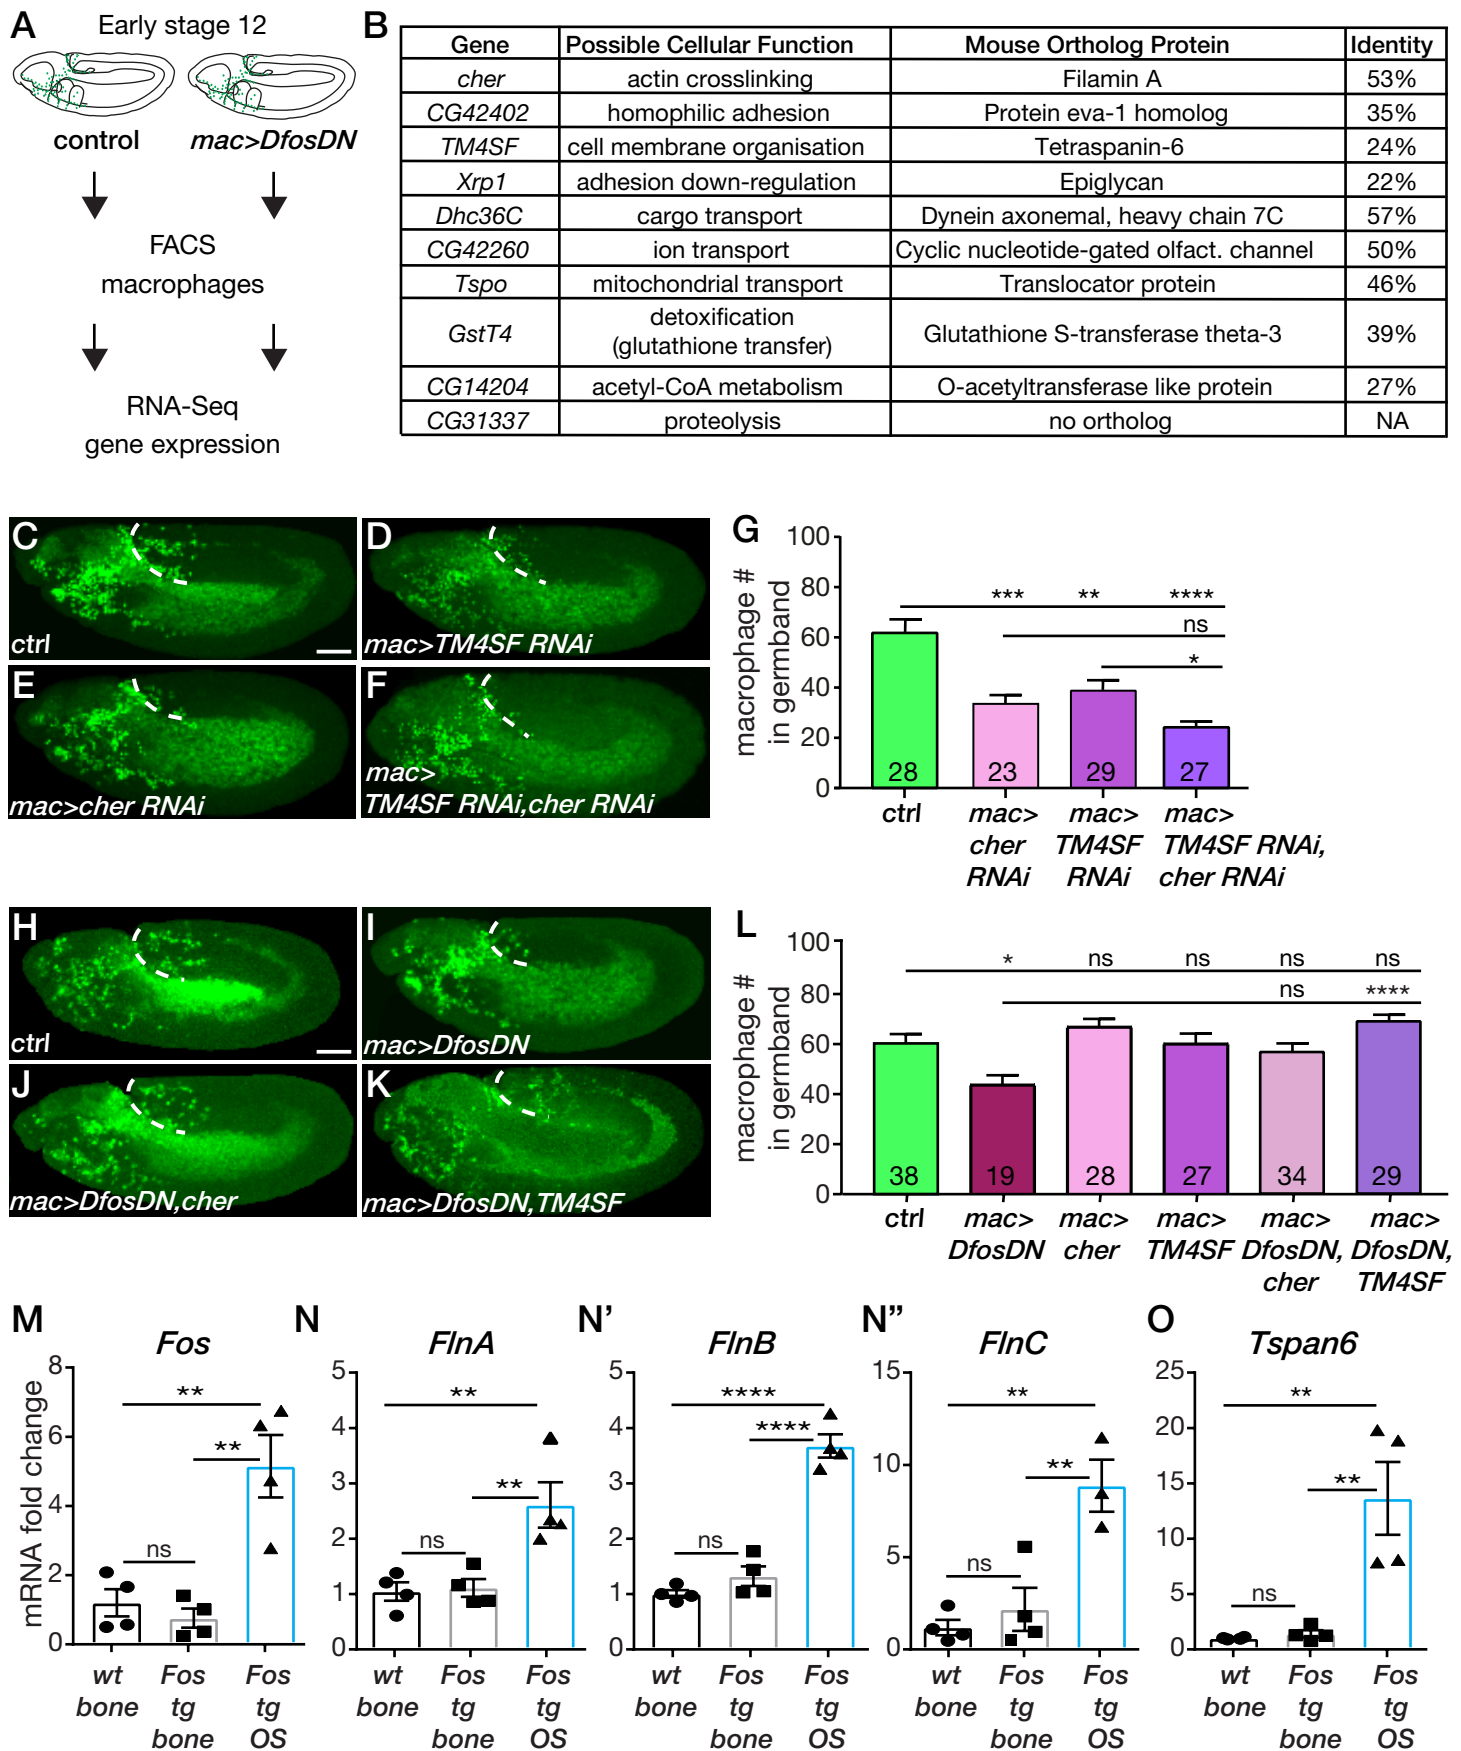 A
Early stage 12
control
mac>DfosDN
FACS
macrophages
RNA-Seq
gene expression
B
Gene Possible Cellular Function Mouse Ortholog Protein Identity
cher actin crosslinking Filamin A 53%
CG42402 homophilic adhesion Protein eva-1 homolog 35%
TM4SF cell membrane organisation Tetraspanin-6 24%
Xrp1 adhesion down-regulation Epiglycan 22%
Dhc36C cargo transport Dynein axonemal, heavy chain 7C 57%
CG42260 ion transport Cyclic nucleotide-gated olfact. channel 50%
Tspo mitochondrial transport Translocator protein 46%
GstT4 detoxification
(glutathione transfer) Glutathione S-transferase theta-3 39%
CG14204 acetyl-CoA metabolism O-acetyltransferase like protein 27%
CG31337 proteolysis no ortholog NA
C
ctrl
D
mac>TM4SF RNAi
E
mac>cher RNAi
F
mac>
TM4SF RNAi,cher RNAi
G
macrophage #
in germband
100
80
60
40
20
0
*** ** ****
ns
*
28 23 29 27
ctrl
mac>
cher
RNAi
mac>
TM4SF
RNAi
mac>
TM4SF RNAi,
cher RNAi
H
ctrl
I
mac>DfosDN
J
mac>DfosDN,cher
K
mac>DfosDN,TM4SF
L
macrophage #
in germband
100
80
60
40
20
0
* ns ns ns ns
ns ****
38 19 28 27 34 29
ctrl
mac>
DfosDN
mac>
cher
mac>
TM4SF
mac>
DfosDN,
cher
mac>
DfosDN,
TM4SF
M
Fos
mRNA fold change
8
6
4
2
0
**
**
ns
wt
bone
Fos
tg
bone
Fos
tg
OS
N
FlnA
5
4
3
2
1
0
**
**
ns
wt
bone
Fos
tg
bone
Fos
tg
OS
N'
FlnB
5
4
3
2
1
0
****
****
ns
wt
bone
Fos
tg
bone
Fos
tg
OS
N''
FlnC
15
10
5
0
**
**
ns
wt
bone
Fos
tg
bone
Fos
tg
OS
O
Tspan6
25
20
15
10
5
0
**
**
ns
wt
bone
Fos
tg
bone
Fos
tg
OS